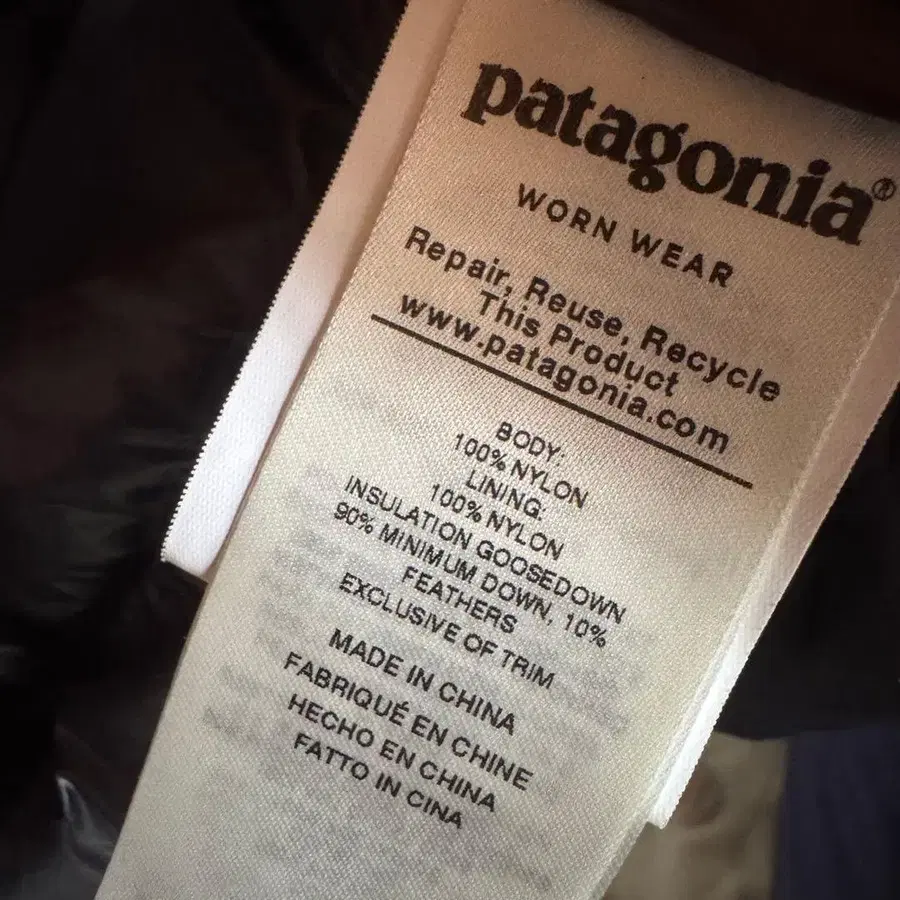 patagonia®
WORN WEAR
Repair, Reuse, Recycle
This Product
www.patagonia.com
BODY:
100% NYLON
LINING:
100% NYLON
INSULATION GOOSEDOWN
90% MINIMUM DOWN, 10%
FEATHERS
EXCLUSIVE OF TRIM
MADE IN CHINA
FABRIQUÉ EN CHINE
HECHO EN CHINA
FATTO IN CINA